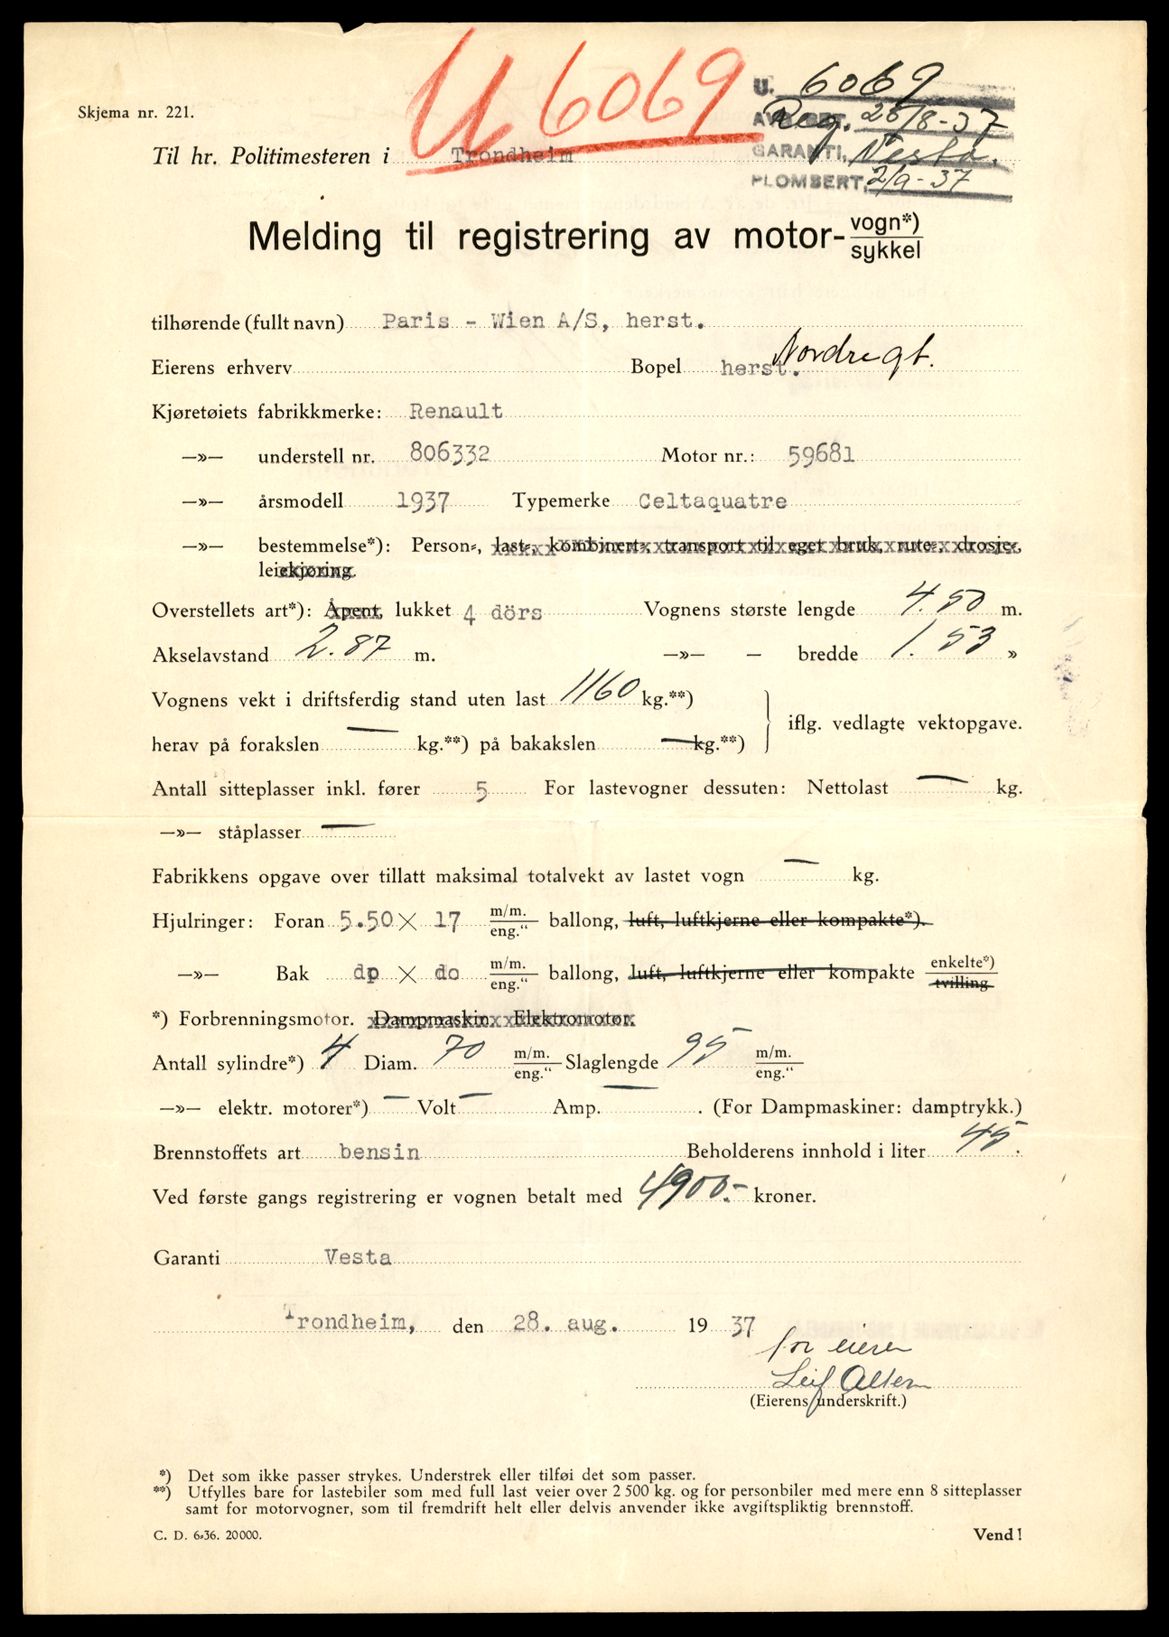 U 6069
U. 6069
Skjema nr. 221.
Reg. 28/8-37
GARANTI, Vesta.
Til hr. Politimesteren i Trondheim
PLOMBERT, 2/9-37
Melding til registrering av motor- vogn*) sykkel
tilhørende (fullt navn) Paris - Wien A/S, herst.
Eierens erhverv Bopel herst. Nordregt.
Kjøretøiets fabrikkmerke: Renault
—»— understell nr. 806332 Motor nr.: 59681
—»— årsmodell 1937 Typemerke Celtaquatre
—»— bestemmelse*): Person-, last-, kombinert- transport til eget bruk, rute-, drosje-,
leiekjøring.
Overstellets art*): Åpent, lukket 4 dörs Vognens største lengde 4.50 m.
Akselavstand 2.87 m. —»— — bredde 1.53 »
Vognens vekt i driftsferdig stand uten last 1160 kg.**)
iflg. vedlagte vektopgave.
herav på forakslen — kg.**) på bakakslen — kg.**)
Antall sitteplasser inkl. fører 5 For lastevogner dessuten: Nettolast — kg.
—»— ståplasser —
Fabrikkens opgave over tillatt maksimal totalvekt av lastet vogn — kg.
Hjulringer: Foran 5.50 × 17 m/m. eng.“ ballong, luft, luftkjerne eller kompakte*).
—»— Bak do × do m/m. eng.“ ballong, luft, luftkjerne eller kompakte enkelte*) tvilling
*) Forbrenningsmotor. Dampmaskin. Elektromotor.
Antall sylindre*) 4 Diam. 70 m/m. eng.“ Slaglengde 95 m/m. eng.“
—»— elektr. motorer*) — Volt — Amp. — . (For Dampmaskiner: damptrykk.)
Brennstoffets art bensin Beholderens innhold i liter 45.
Ved første gangs registrering er vognen betalt med 4900.- kroner.
Garanti Vesta
Trondheim, den 28. aug. 19 37
for eieren
Leif
(Eierens underskrift.)
*) Det som ikke passer strykes. Understrek eller tilføi det som passer.
**) Utfylles bare for lastebiler som med full last veier over 2 500 kg. og for personbiler med mere enn 8 sitteplasser
samt for motorvogner, som til fremdrift helt eller delvis anvender ikke avgiftspliktig brennstoff.
C. D. 6-36. 20000. Vend!